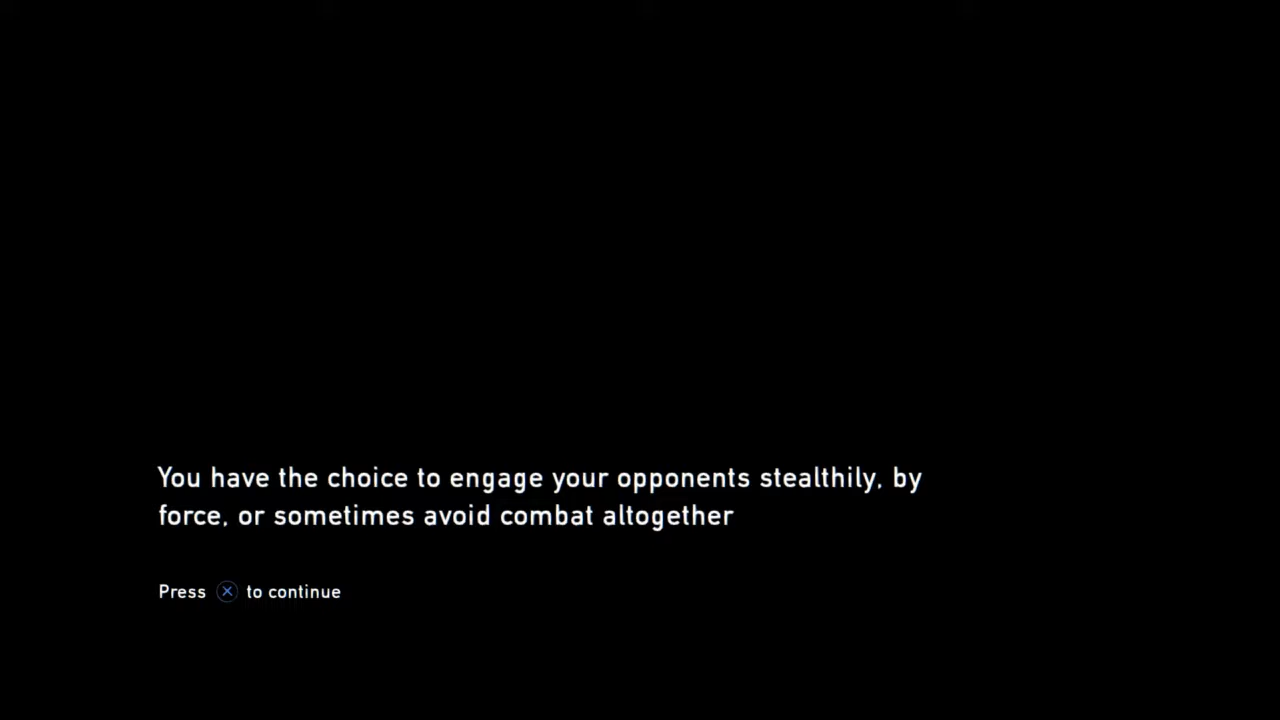 You have the choice to engage your opponents stealthily, by
force, or sometimes avoid combat altogether
Press ⊗ to continue